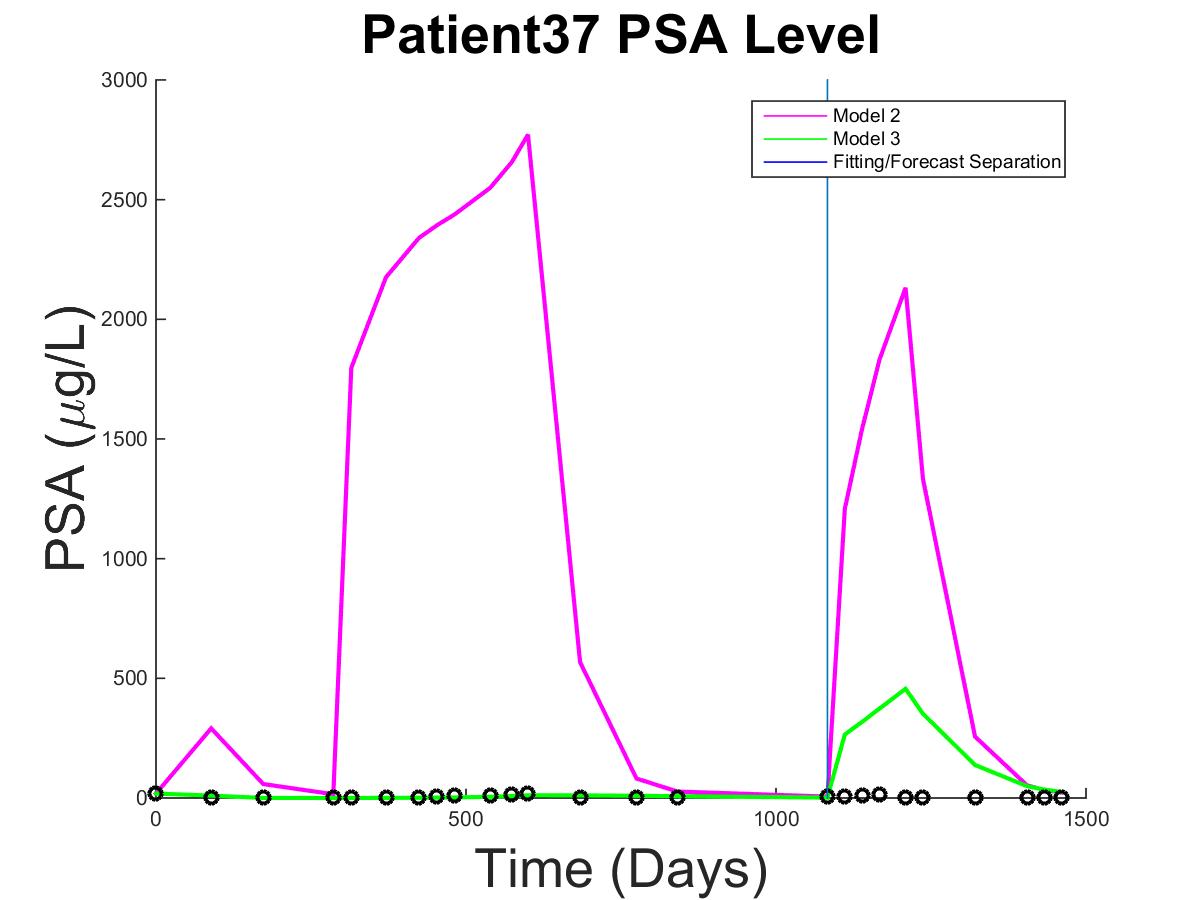 Patient37 PSA Level
3000
2500
2000
1500
1000
500
0
PSA (μg/L)
Model 2
Model 3
Fitting/Forecast Separation
0
500
1000
1500
Time (Days)